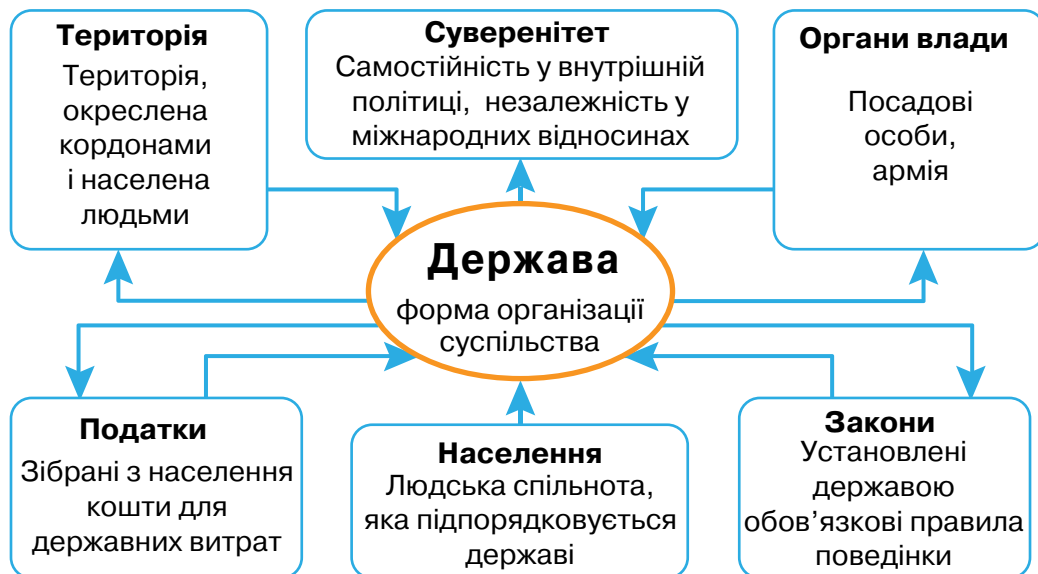 Територія
Територія,
окреслена
кордонами
і населена
людьми
Суверенітет
Самостійність у внутрішній
політиці, незалежність у
міжнародних відносинах
Органи влади
Посадові
особи,
армія
Держава
форма організації
суспільства
Податки
Зібрані з населення
кошти для
державних витрат
Населення
Людська спільнота,
яка підпорядковується
державі
Закони
Установлені
державою
обов’язкові правила
поведінки